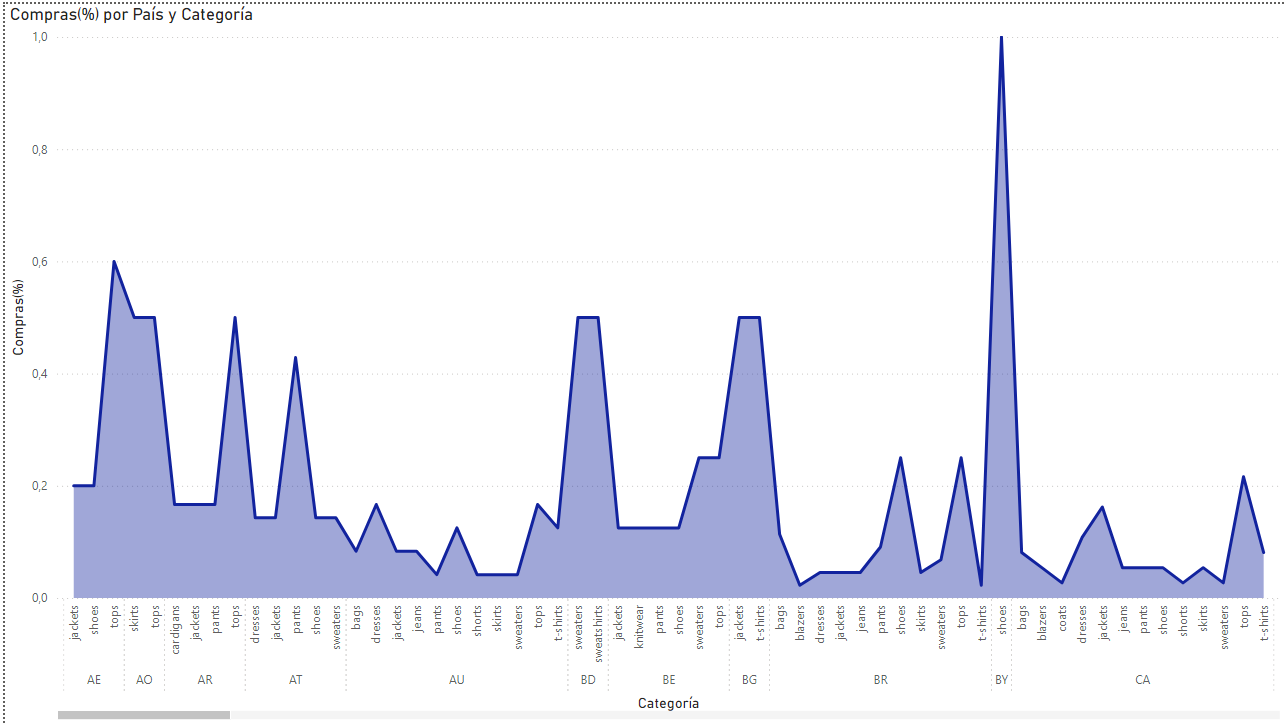 Compras(%) por País y Categoría
1,0
0,8
0,6
0,4
0,2
0,0
Compras(%)
jackets shoes tops skirts tops cardigans jackets pants tops dresses jackets pants shoes sweaters bags dresses jackets jeans pants shoes shorts skirts sweaters tops t-shirts sweaters sweatshirts jackets knitwear pants shoes sweaters tops jackets t-shirts bags blazers dresses jackets jeans pants shoes skirts sweaters tops t-shirts shoes bags blazers coats dresses jackets jeans pants shoes shorts skirts sweaters tops t-shirts
AE AO AR AT AU BD BE BG BR BY CA
Categoría